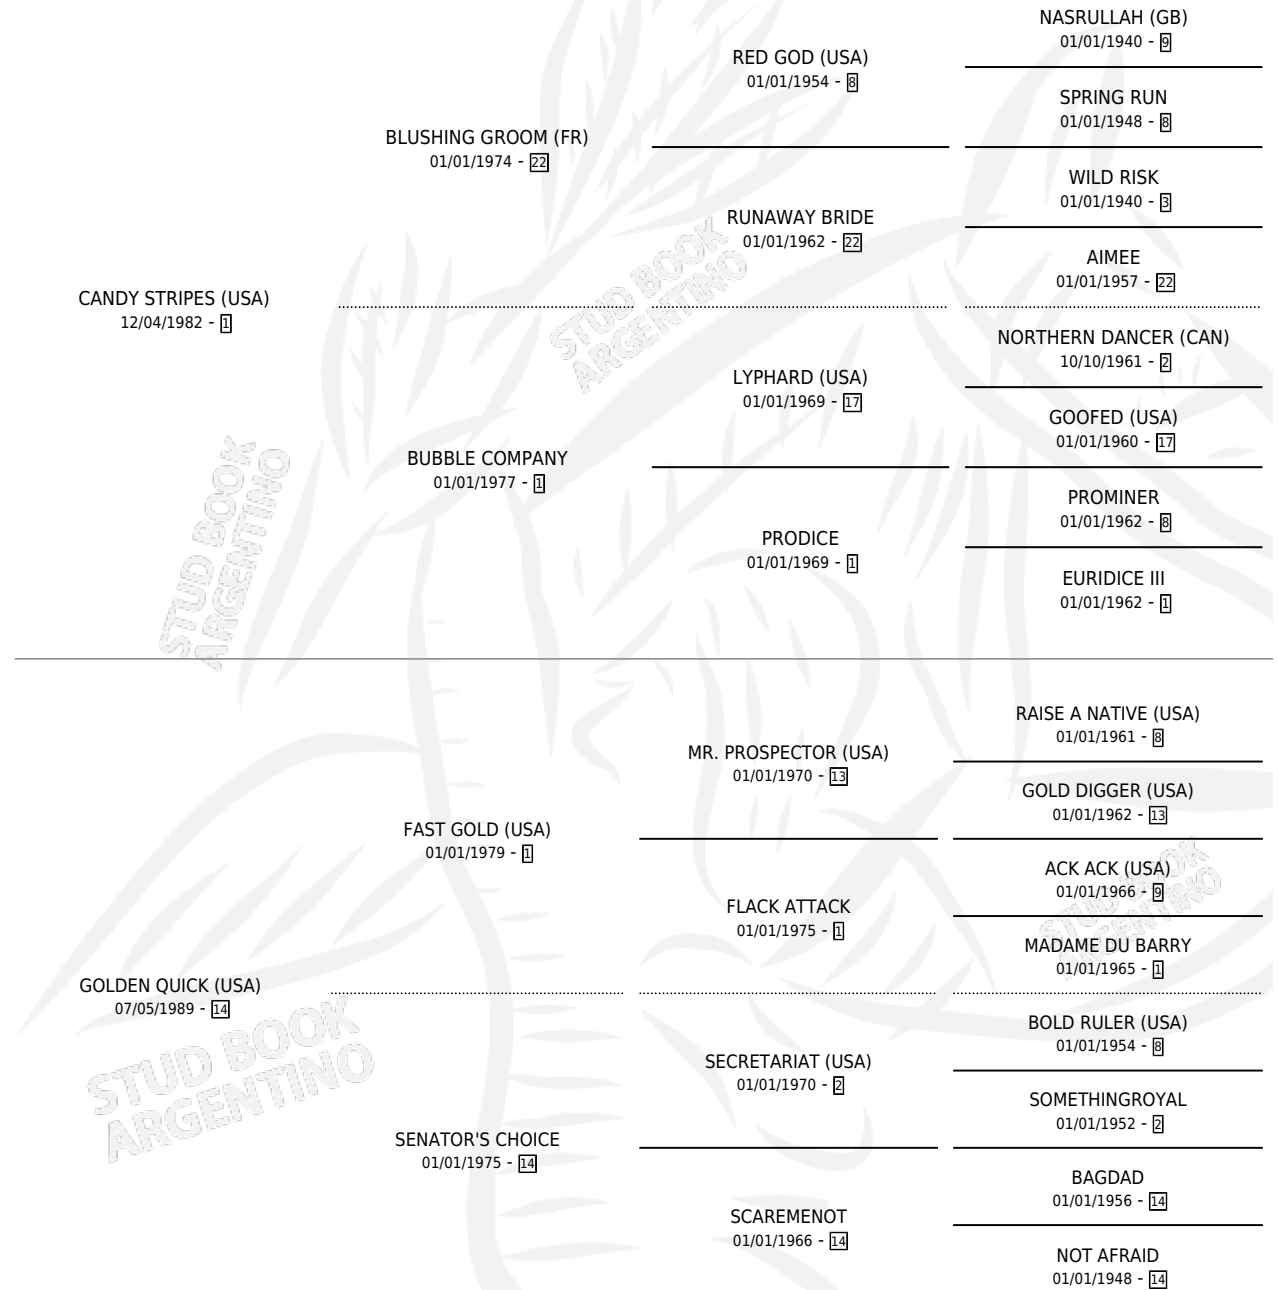 NASRULLAH (GB)
01/01/1940 - 9
RED GOD (USA)
01/01/1954 - 8
SPRING RUN
01/01/1948 - 8
BLUSHING GROOM (FR)
01/01/1974 - 22
WILD RISK
01/01/1940 - 3
RUNAWAY BRIDE
01/01/1962 - 22
AIMEE
01/01/1957 - 22
CANDY STRIPES (USA)
12/04/1982 - 1
NORTHERN DANCER (CAN)
10/10/1961 - 2
LYPHARD (USA)
01/01/1969 - 17
GOOFED (USA)
01/01/1960 - 17
BUBBLE COMPANY
01/01/1977 - 1
PROMINER
01/01/1962 - 8
PRODICE
01/01/1969 - 1
EURIDICE III
01/01/1962 - 1
RAISE A NATIVE (USA)
01/01/1961 - 8
MR. PROSPECTOR (USA)
01/01/1970 - 13
GOLD DIGGER (USA)
01/01/1962 - 13
FAST GOLD (USA)
01/01/1979 - 1
ACK ACK (USA)
01/01/1966 - 9
FLACK ATTACK
01/01/1975 - 1
MADAME DU BARRY
01/01/1965 - 1
GOLDEN QUICK (USA)
07/05/1989 - 14
BOLD RULER (USA)
01/01/1954 - 8
SECRETARIAT (USA)
01/01/1970 - 2
SOMETHINGROYAL
01/01/1952 - 2
SENATOR'S CHOICE
01/01/1975 - 14
BAGDAD
01/01/1956 - 14
SCAREMENOT
01/01/1966 - 14
NOT AFRAID
01/01/1948 - 14
STUD BOOK
ARGENTINO
STUD BOOK
ARGENTINO
STUD BOOK
ARGENTINO
STUD BOOK
ARGENTINO